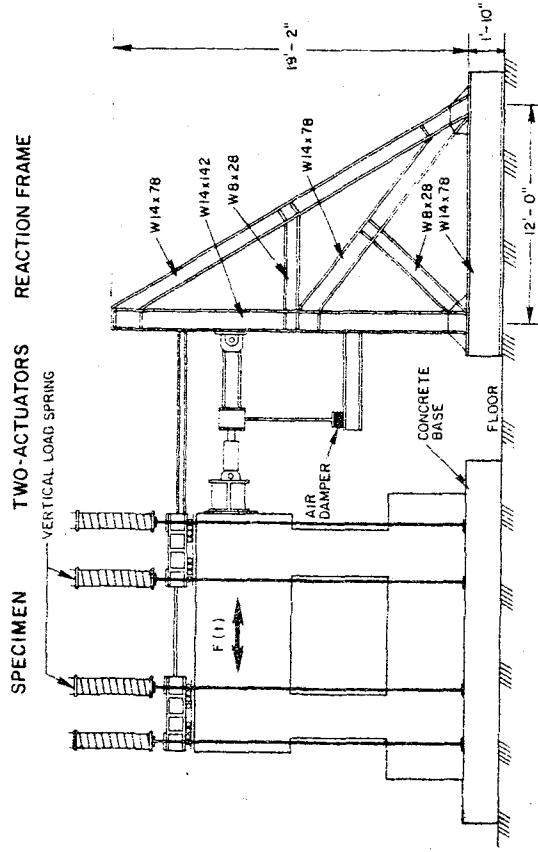 SPECIMEN
TWO-ACTUATORS
REACTION FRAME
VERTICAL LOAD SPRING
W14x78
W14x142
W8x28
W14x78
F(t)
AIR
DAMPER
W8x28
W14x78
CONCRETE
BASE
FLOOR
12'-0"
19'-2"
1'-10"